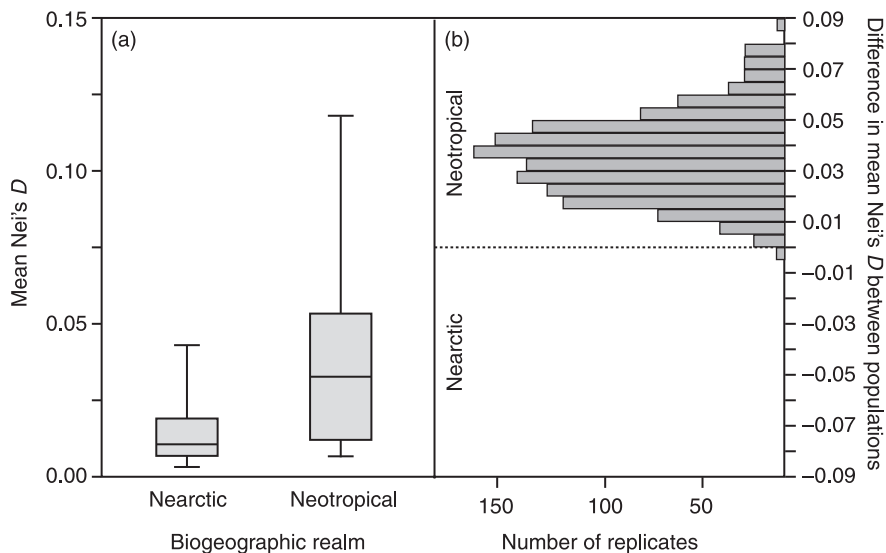 (a)
Mean Nei's D
0.15
0.10
0.05
0.00
Nearctic
Neotropical
Biogeographic realm
(b)
Neotropical
Nearctic
150
100
50
Number of replicates
0.09
0.07
0.05
0.03
0.01
–0.01
–0.03
–0.05
–0.07
–0.09
Difference in mean Nei's D between populations